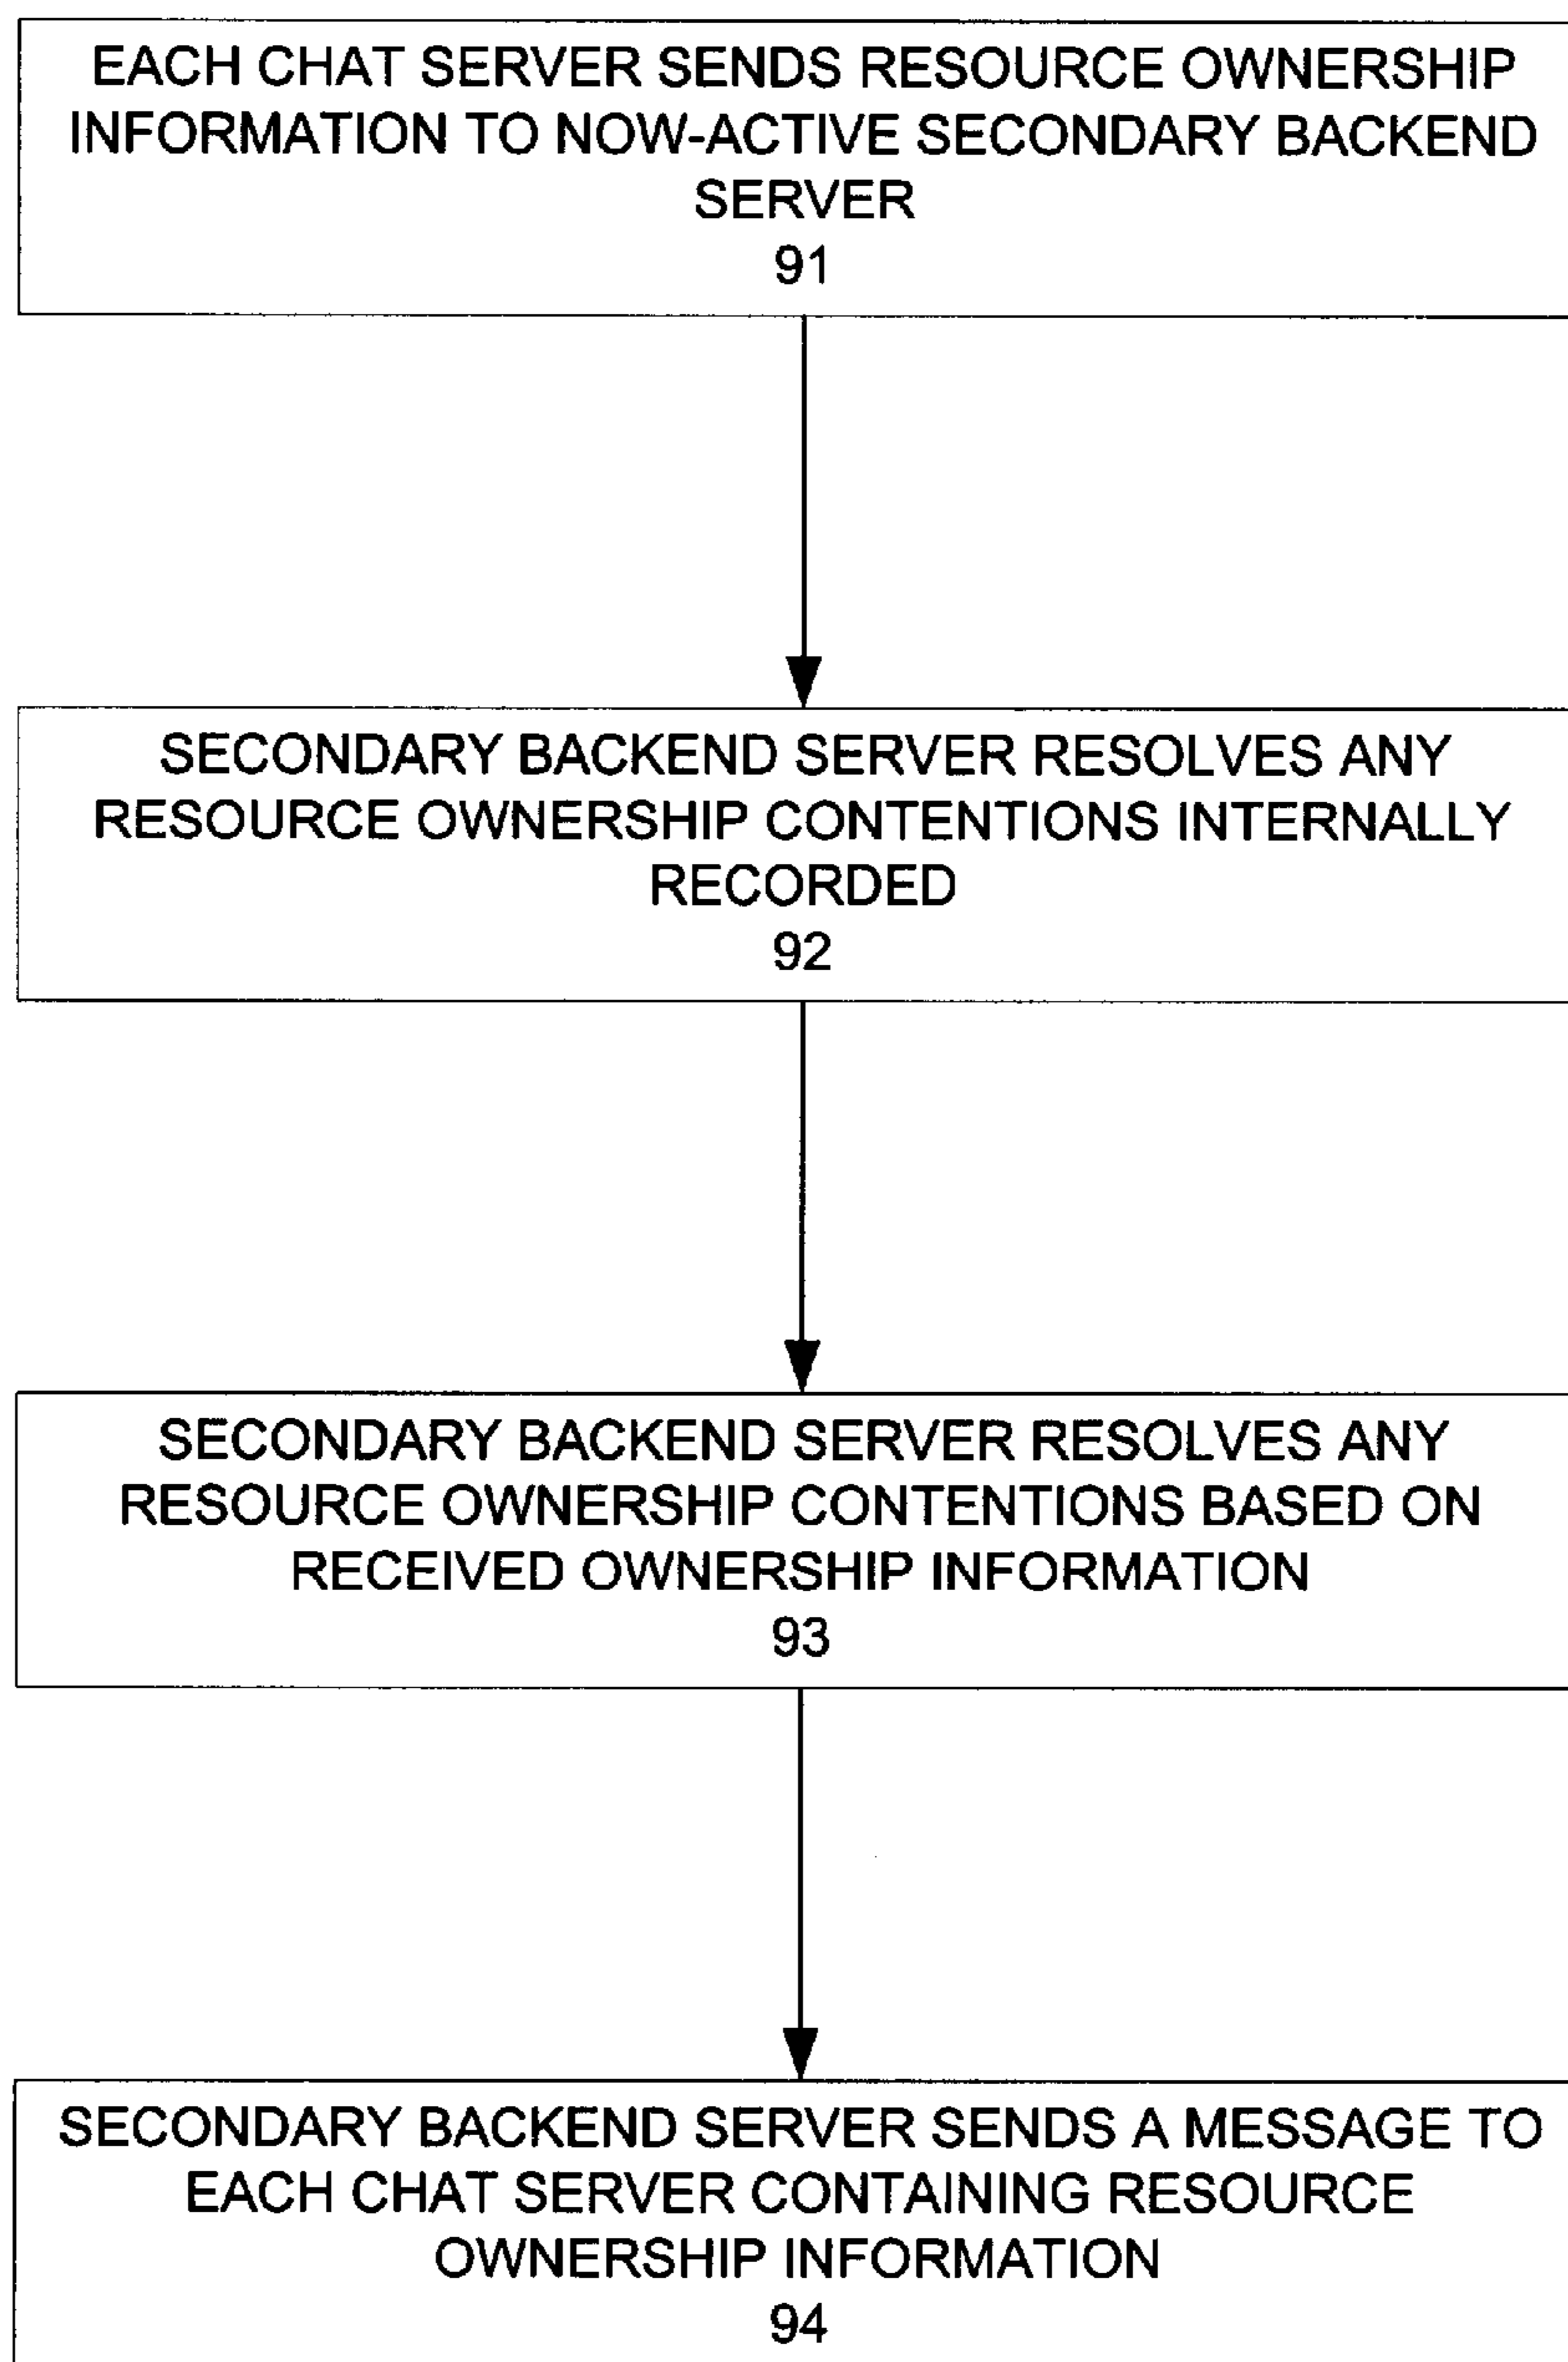 EACH CHAT SERVER SENDS RESOURCE OWNERSHIP
INFORMATION TO NOW-ACTIVE SECONDARY BACKEND
SERVER
91
SECONDARY BACKEND SERVER RESOLVES ANY
RESOURCE OWNERSHIP CONTENTIONS INTERNALLY
RECORDED
92
SECONDARY BACKEND SERVER RESOLVES ANY
RESOURCE OWNERSHIP CONTENTIONS BASED ON
RECEIVED OWNERSHIP INFORMATION
93
SECONDARY BACKEND SERVER SENDS A MESSAGE TO
EACH CHAT SERVER CONTAINING RESOURCE
OWNERSHIP INFORMATION
94